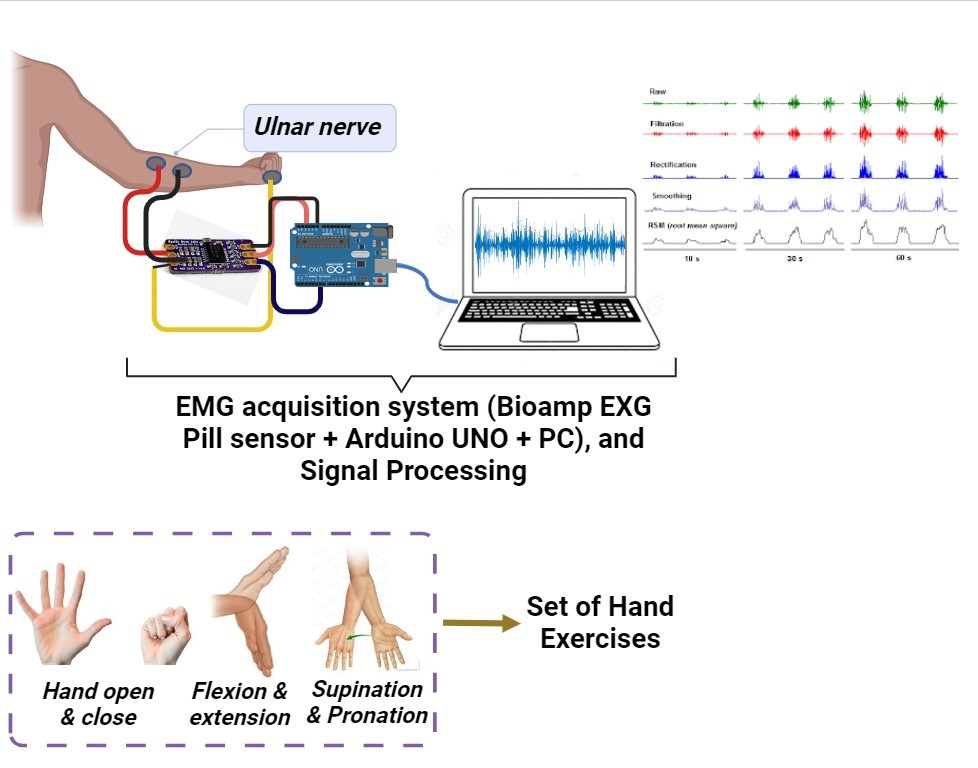 Ulnar nerve
Raw
Filtration
Rectification
Smoothing
RSM (root mean square)
10 s
30 s
60 s
UNO
EMG acquisition system (Bioamp EXG
Pill sensor + Arduino UNO + PC), and
Signal Processing
Hand open
& close
Flexion &
extension
Supination
& Pronation
Set of Hand
Exercises